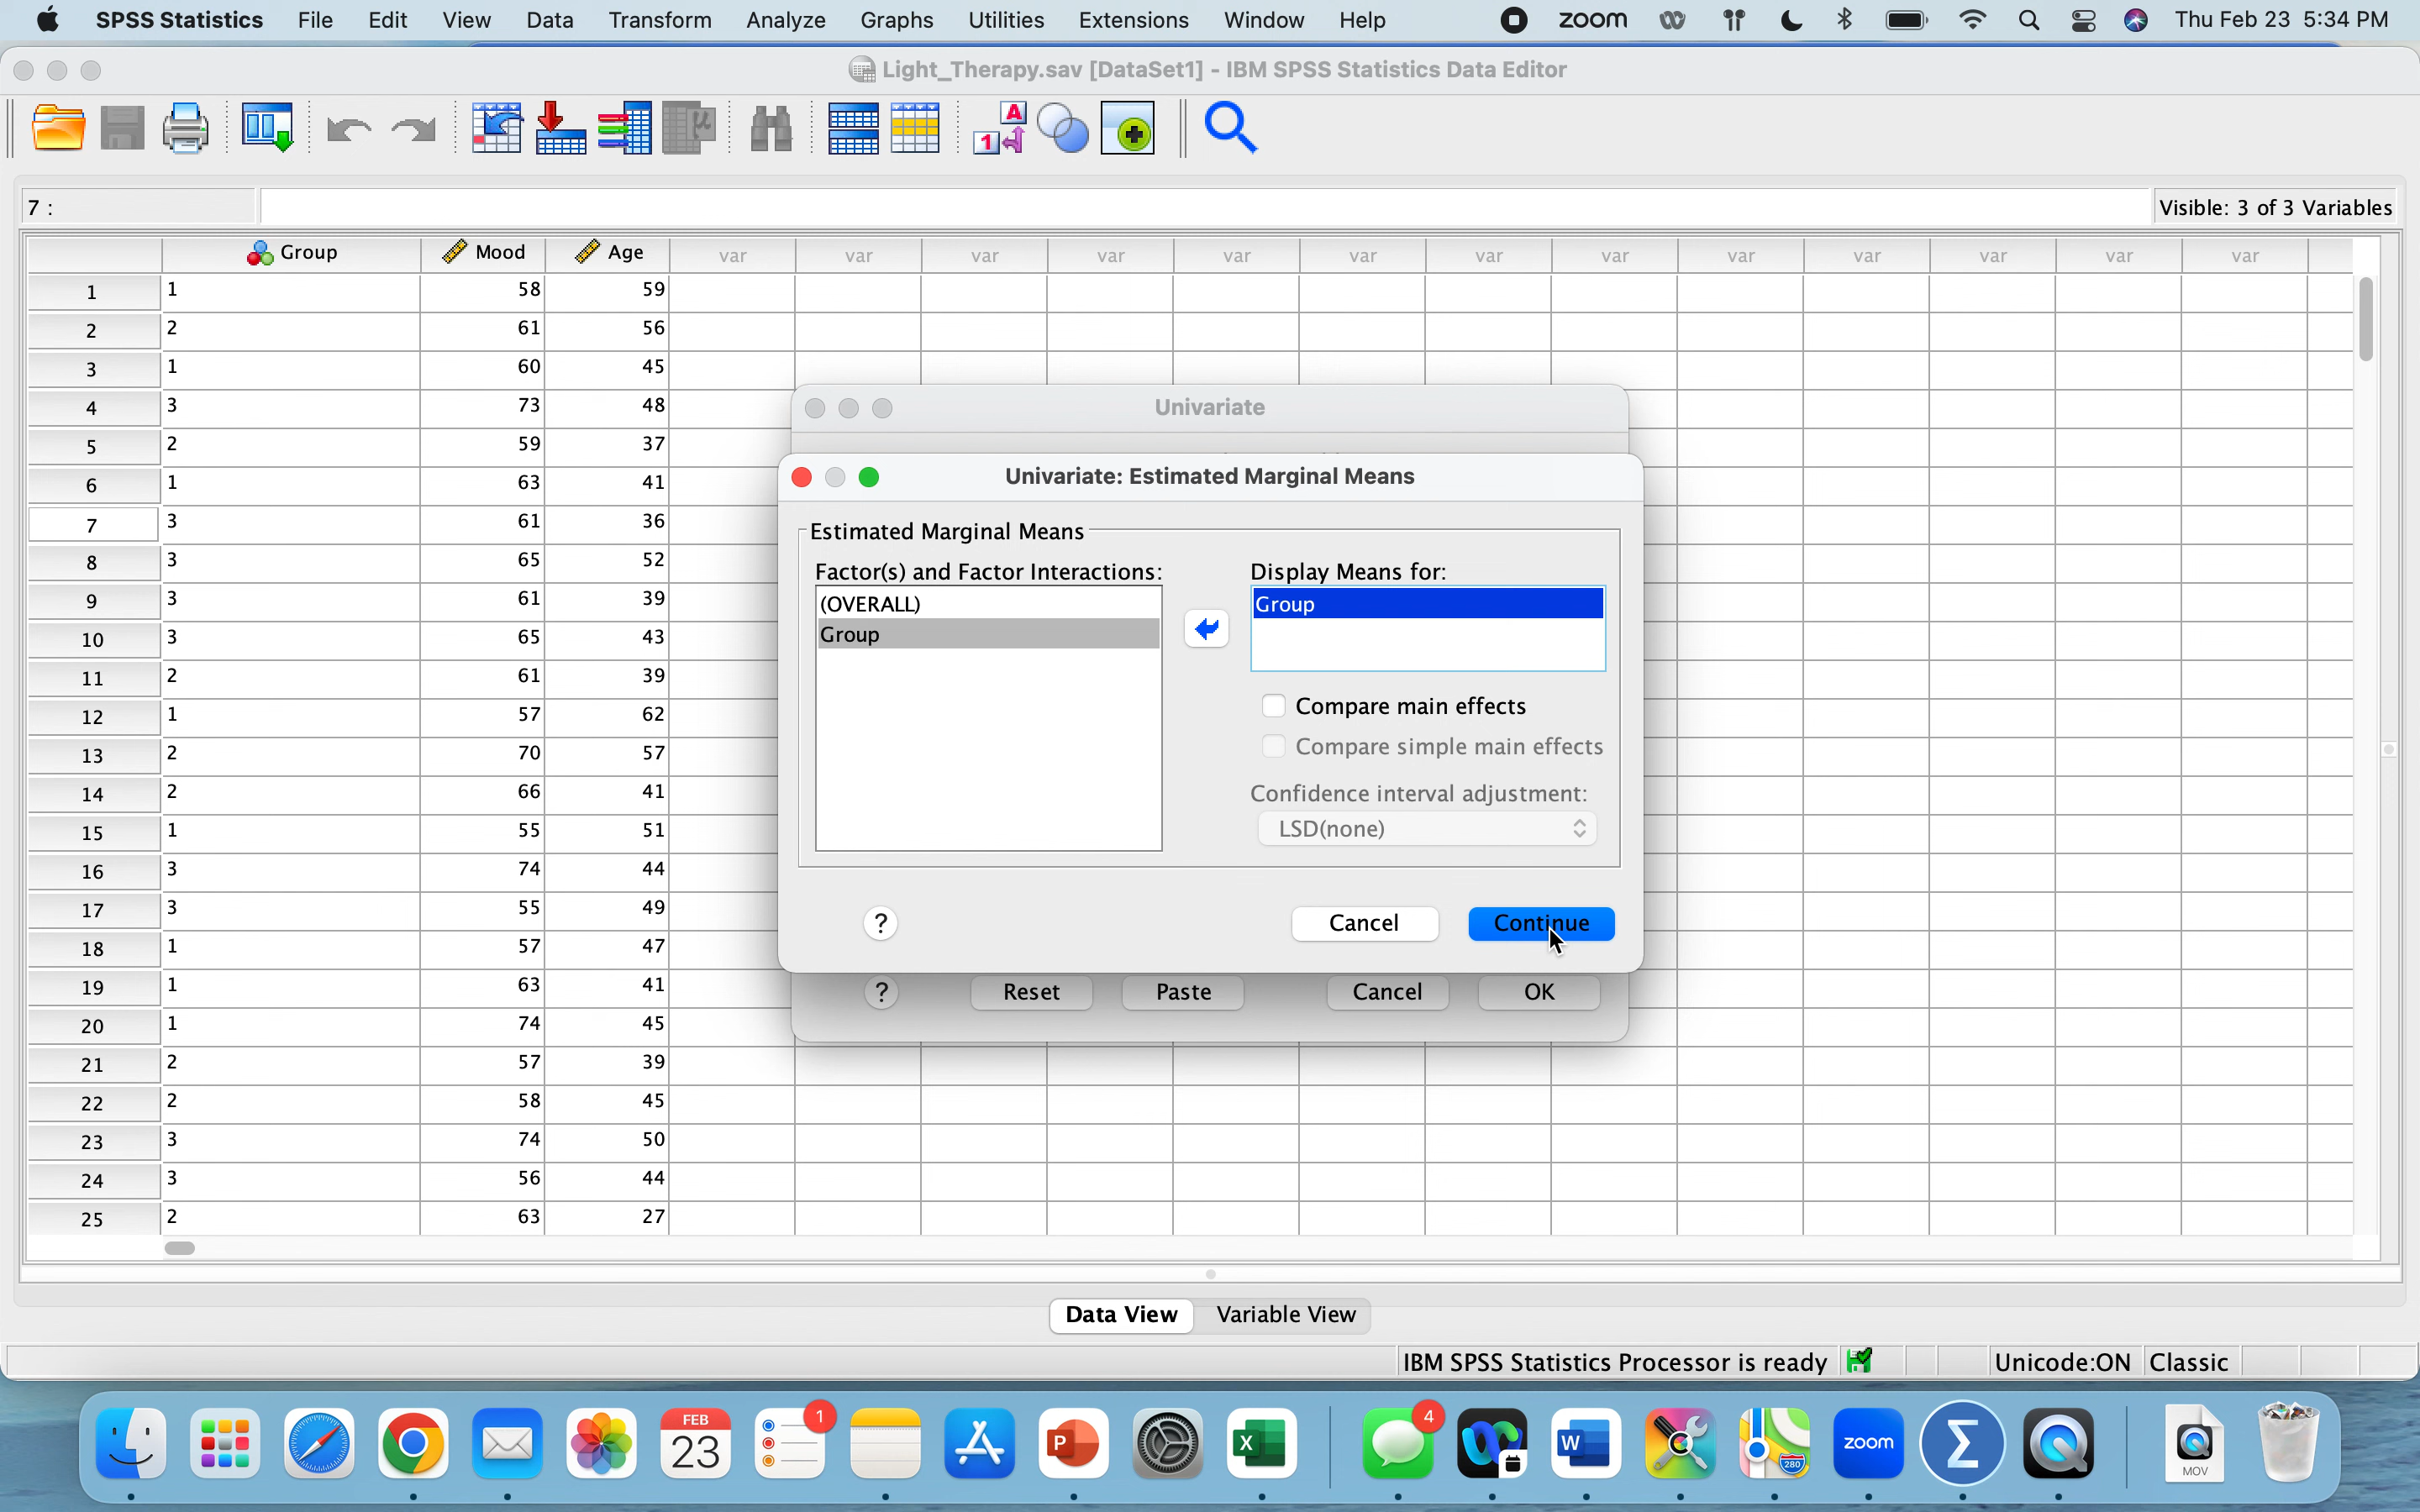 SPSS Statistics File Edit View Data Transform Analyze Graphs Utilities Extensions Window Help zoom Thu Feb 23 5:34 PM
Light_Therapy.sav [DataSet1] - IBM SPSS Statistics Data Editor
7 : Visible: 3 of 3 Variables
Group Mood Age var var var var var var var var var var var var var
1 1 58 59
2 2 61 56
3 1 60 45
4 3 73 48
5 2 59 37
6 1 63 41
7 3 61 36
8 3 65 52
9 3 61 39
10 3 65 43
11 2 61 39
12 1 57 62
13 2 70 57
14 2 66 41
15 1 55 51
16 3 74 44
17 3 55 49
18 1 57 47
19 1 63 41
20 1 74 45
21 2 57 39
22 2 58 45
23 3 74 50
24 3 56 44
25 2 63 27
Univariate
Univariate: Estimated Marginal Means
Estimated Marginal Means
Factor(s) and Factor Interactions: Display Means for:
(OVERALL) Group
Group
Compare main effects
Compare simple main effects
Confidence interval adjustment:
LSD(none)
? Cancel Continue
? Reset Paste Cancel OK
Data View Variable View
IBM SPSS Statistics Processor is ready Unicode:ON Classic
FEB
23
1
P
X
4
W
280
zoom
Σ
MOV